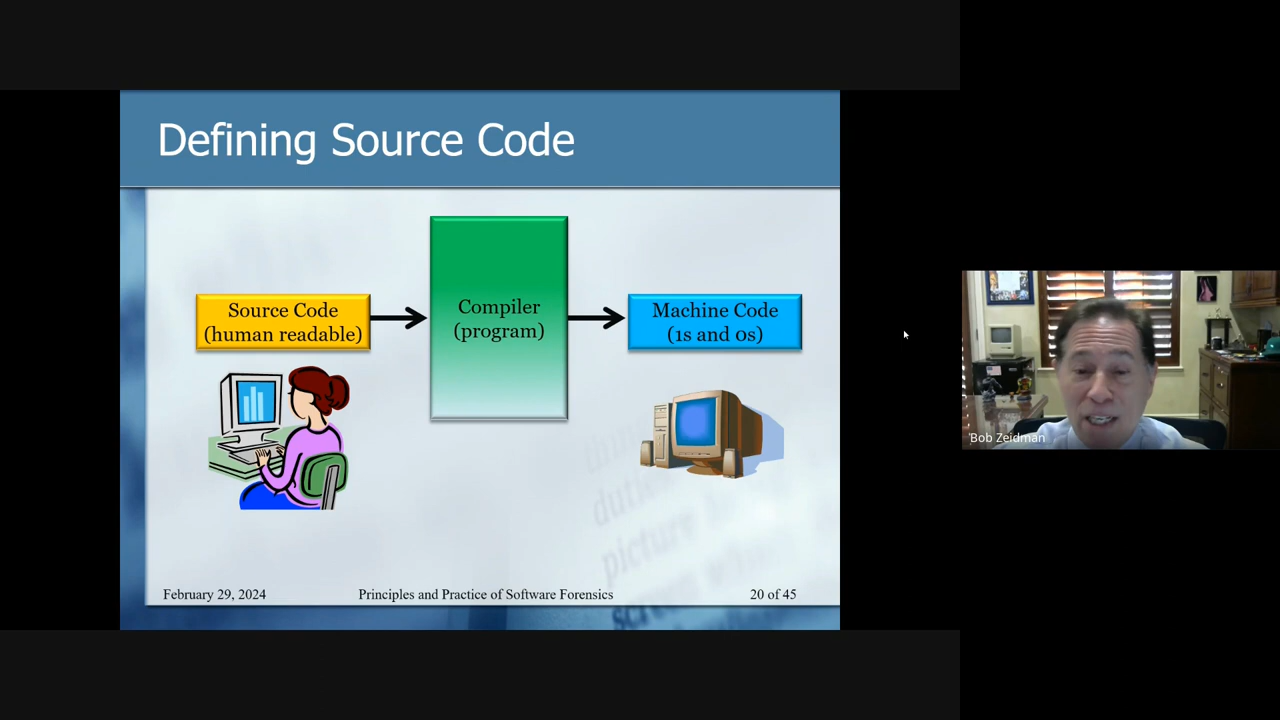 Defining Source Code
Source Code
(human readable)
Compiler
(program)
Machine Code
(1s and 0s)
picture
February 29, 2024
Principles and Practice of Software Forensics
20 of 45
Bob Zeidman